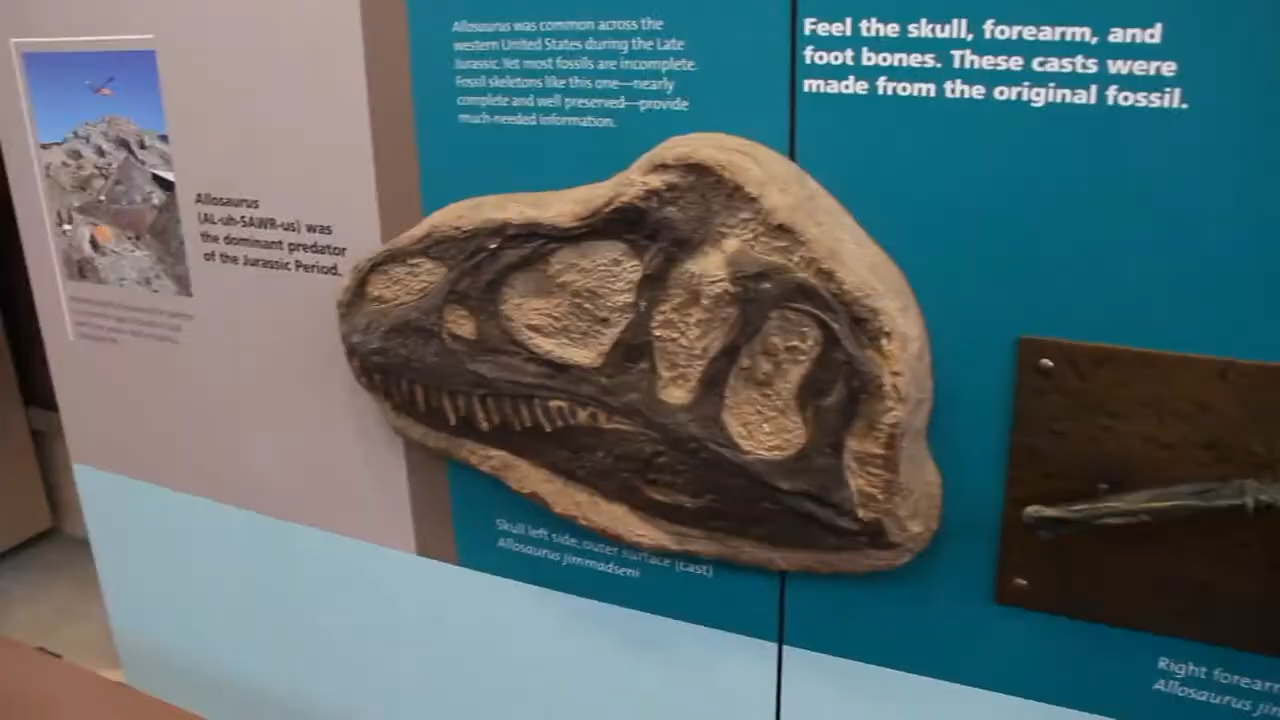 Allosaurus was common across the
western United States during the Late
Jurassic. Yet most fossils are incomplete.
Fossil skeletons like this one—nearly
complete and well preserved—provide
much-needed information.
Feel the skull, forearm, and
foot bones. These casts were
made from the original fossil.
Allosaurus
(AL-uh-SAWR-us) was
the dominant predator
of the Jurassic Period.
Skull left side, outer surface (cast)
Allosaurus jimmadseni
Right forearm
Allosaurus